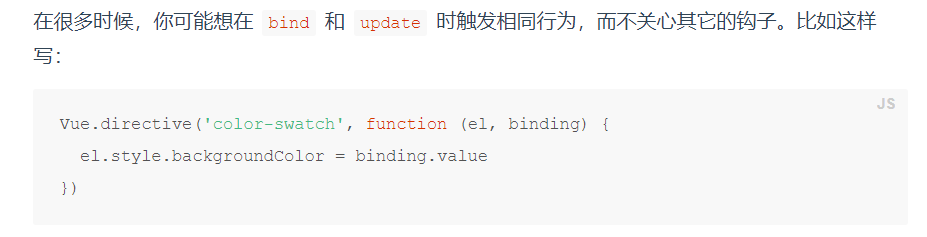 在很多时候，你可能想在 bind 和 update 时触发相同行为，而不关心其它的钩子。比如这样
写：
JS
Vue.directive('color-swatch', function (el, binding) {
  el.style.backgroundColor = binding.value
})